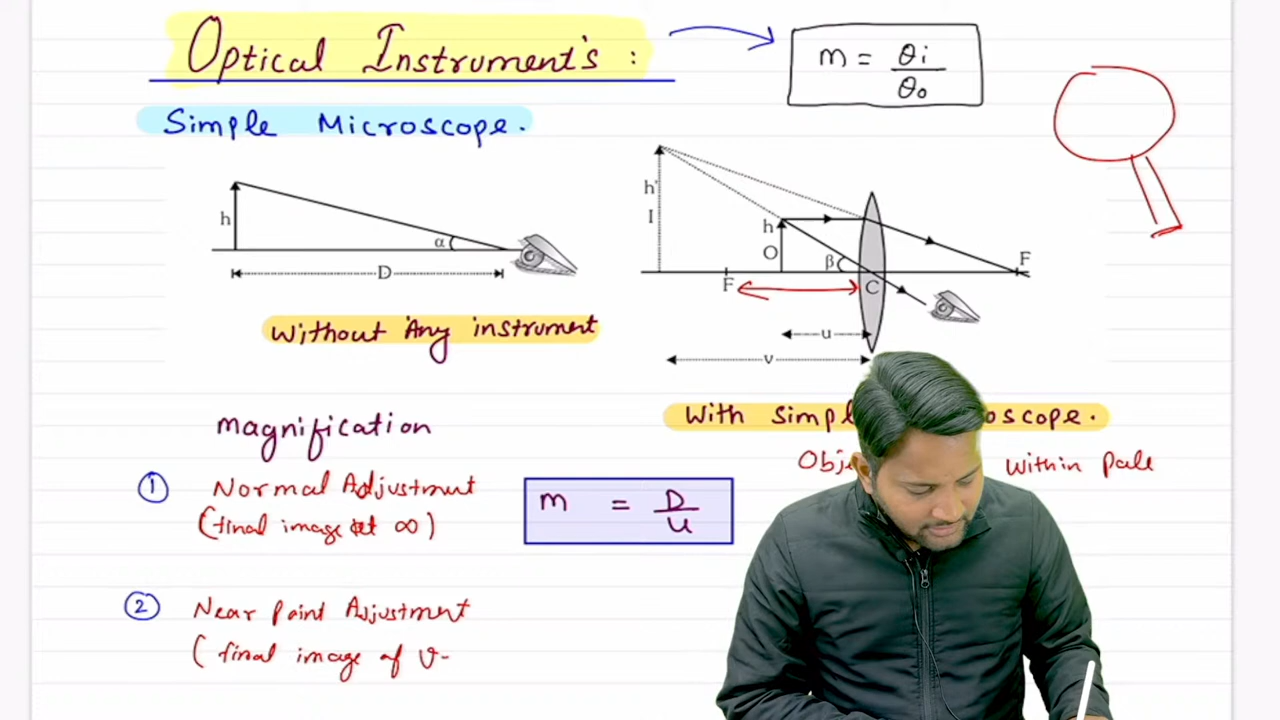 Optical Instrument's :
m = θi / θo
Simple Microscope.
h
α
D
h'
I
h
O
β
F
C
F
u
v
Without Any instrument
With simpl oscope.
magnification
Obje within pole
① Normal Adjustment
(final image at ∞)
m = D / u
② Near Point Adjustment
( final image of v-